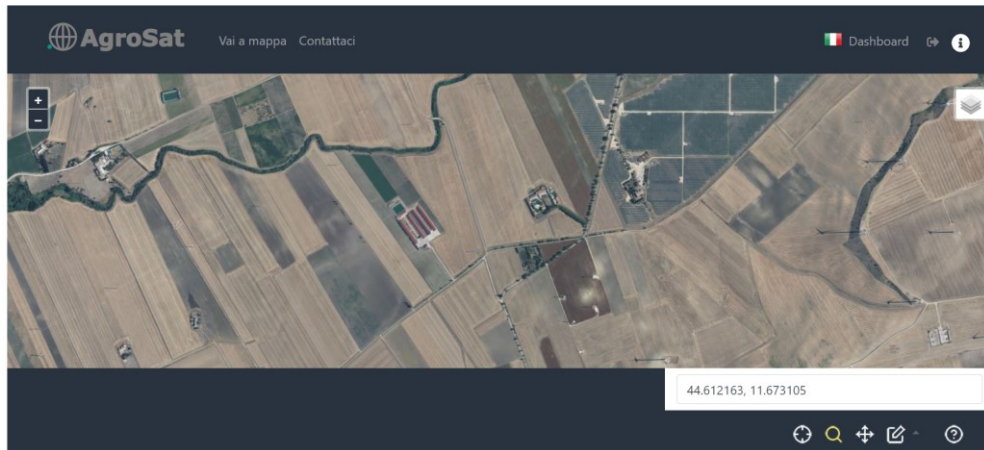 AgroSat
Vai a mappa Contattaci
Dashboard
+
−
44.612163, 11.673105